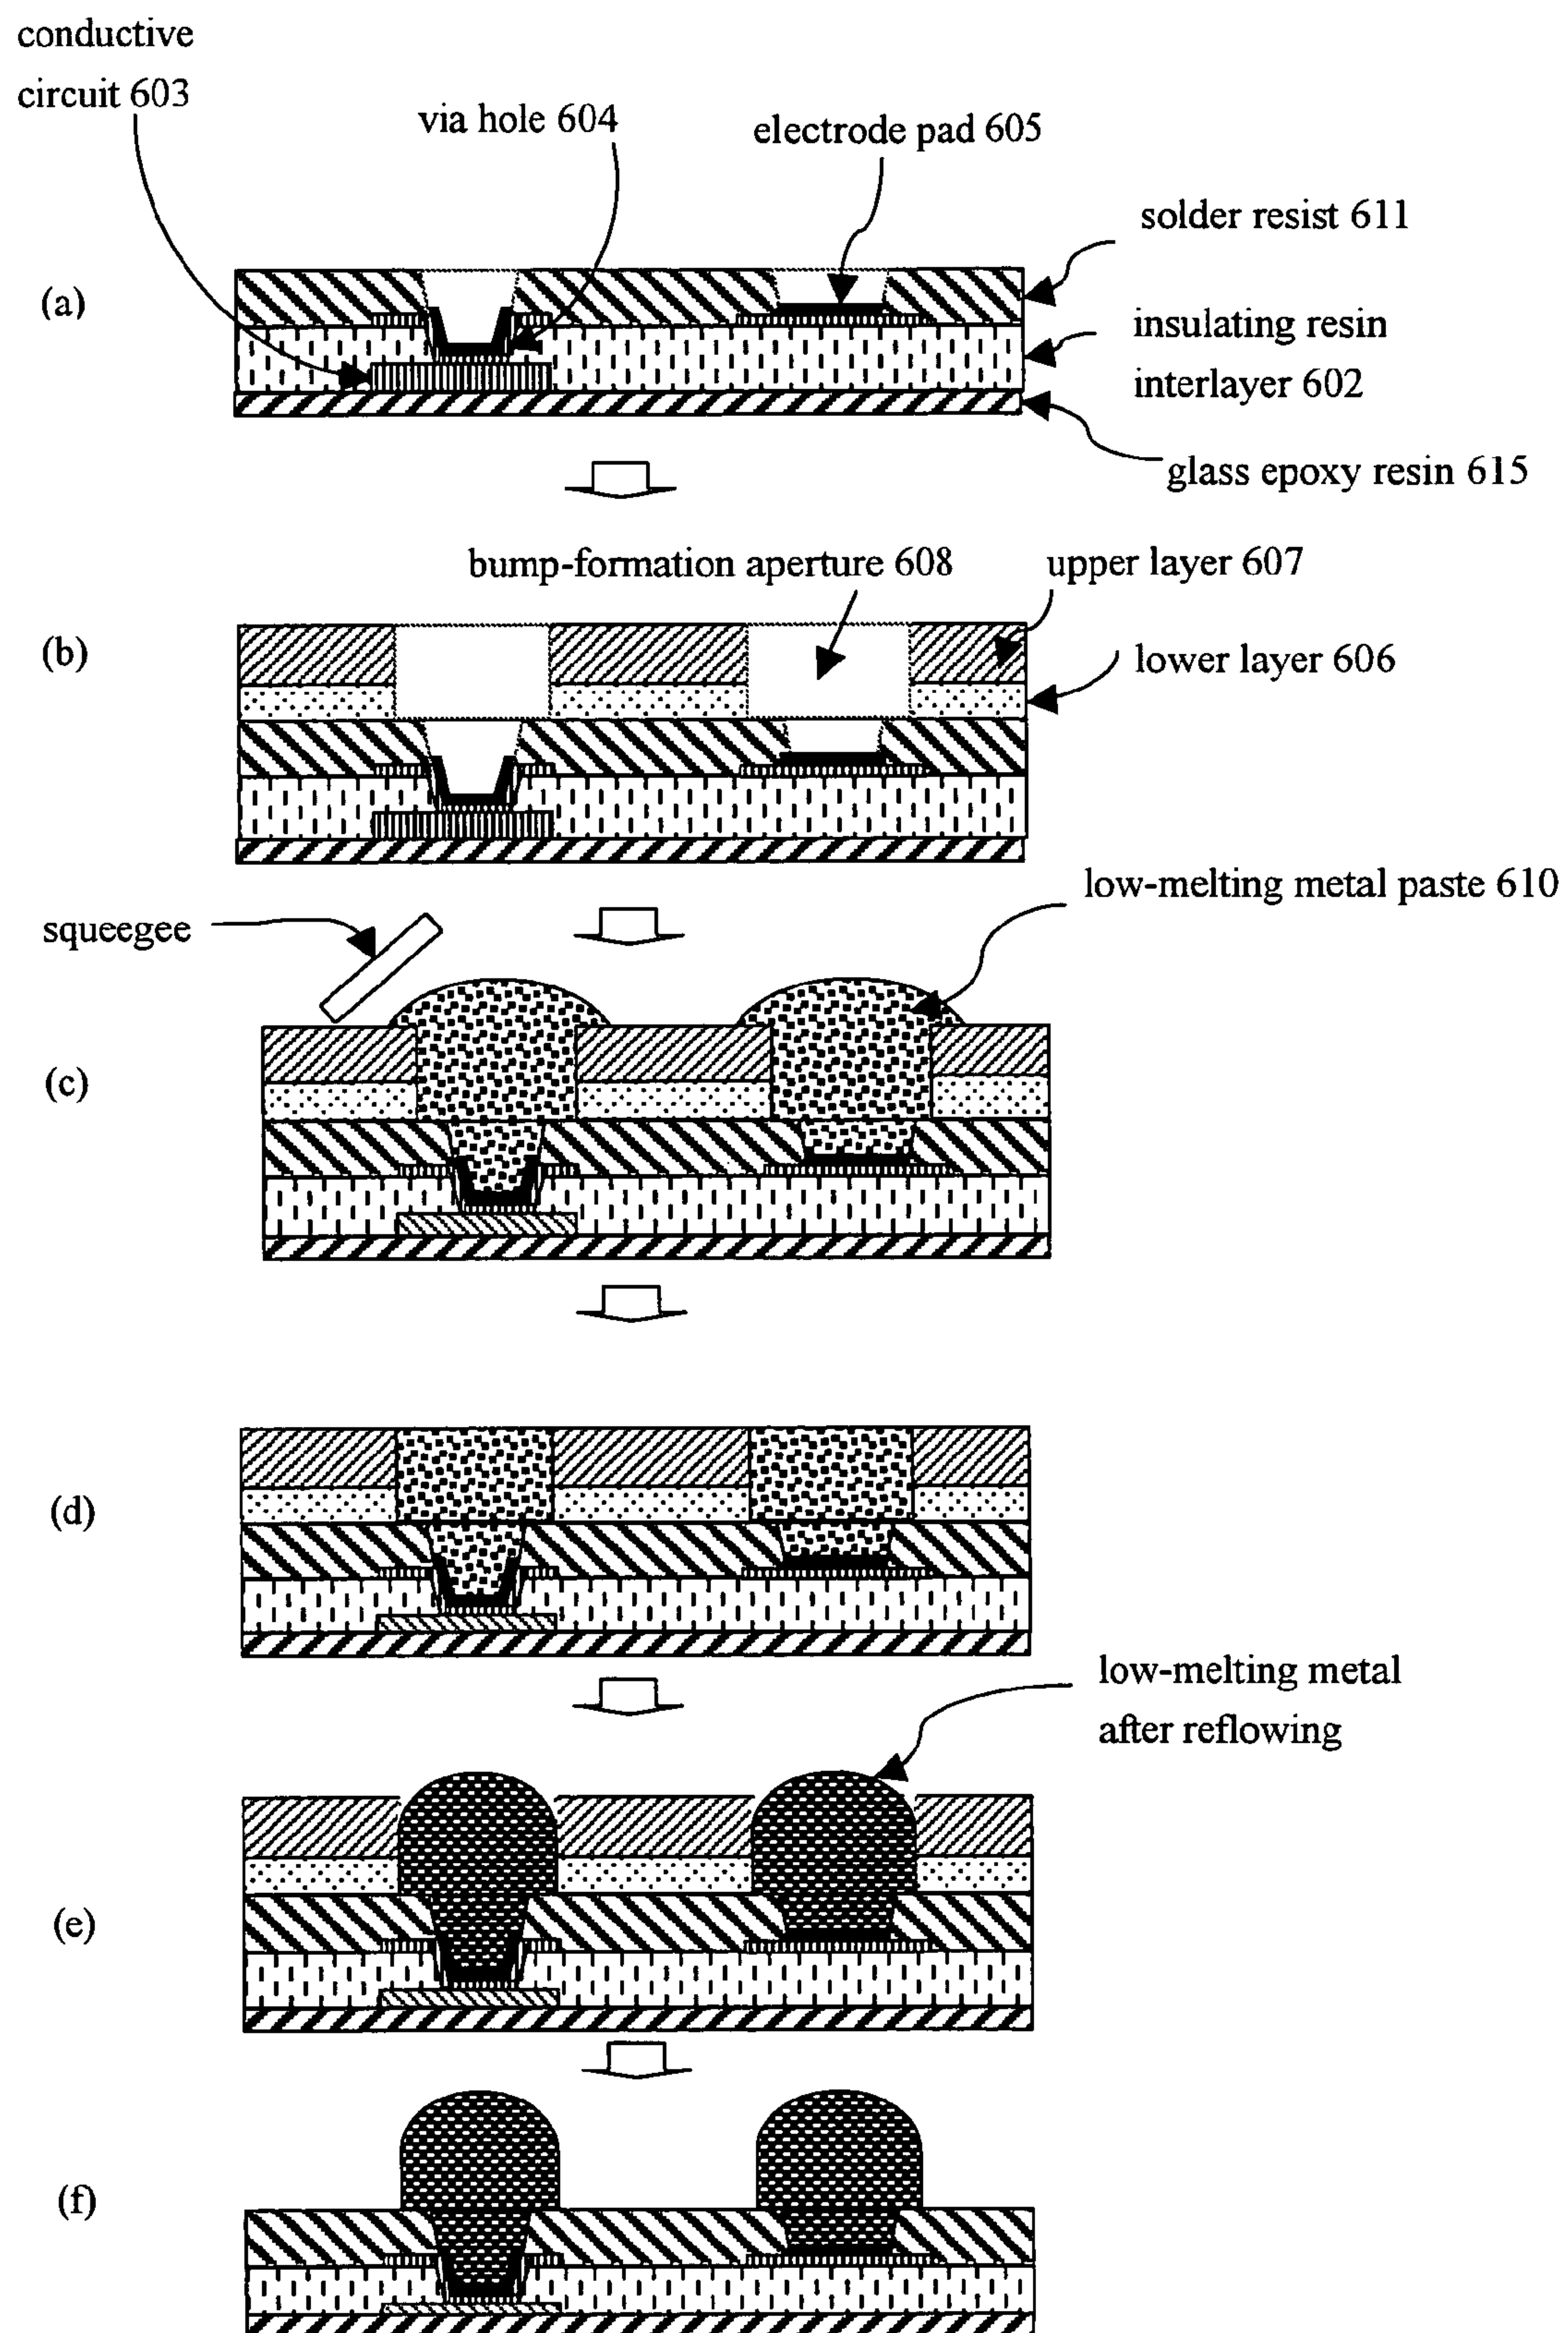 conductive
circuit 603
via hole 604
electrode pad 605
solder resist 611
(a)
insulating resin
interlayer 602
glass epoxy resin 615
bump-formation aperture 608
upper layer 607
(b)
lower layer 606
low-melting metal paste 610
squeegee
(c)
(d)
low-melting metal
after reflowing
(e)
(f)